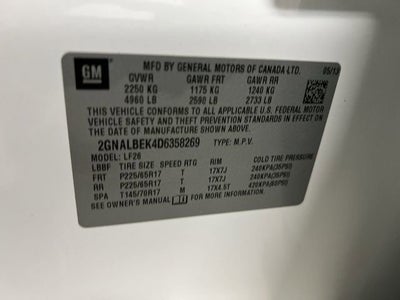 GM
MFD BY GENERAL MOTORS OF CANADA LTD. 05/13
GVWR GAWR FRT GAWR RR
2250 KG 1175 KG 1240 KG
4960 LB 2590 LB 2733 LB
THIS VEHICLE CONFORMS TO ALL APPLICABLE U.S. FEDERAL MOTOR
VEHICLE SAFETY AND THEFT PREVENTION STANDARDS IN EFFECT ON
THE DATE OF MANUFACTURE SHOWN ABOVE.
2GNALBEK4D6358269 TYPE: M.P.V.
MODEL: LF26
LBBF TIRE SIZE SPEED RTG RIM COLD TIRE PRESSURE
FRT P225/65R17 T 17X7J 240KPA(35PSI)
RR P225/65R17 T 17X7J 240KPA(35PSI)
SPA T145/70R17 M 17X4.5T 420KPA(60PSI)
SEE OWNER'S MANUAL FOR MORE INFORMATION.